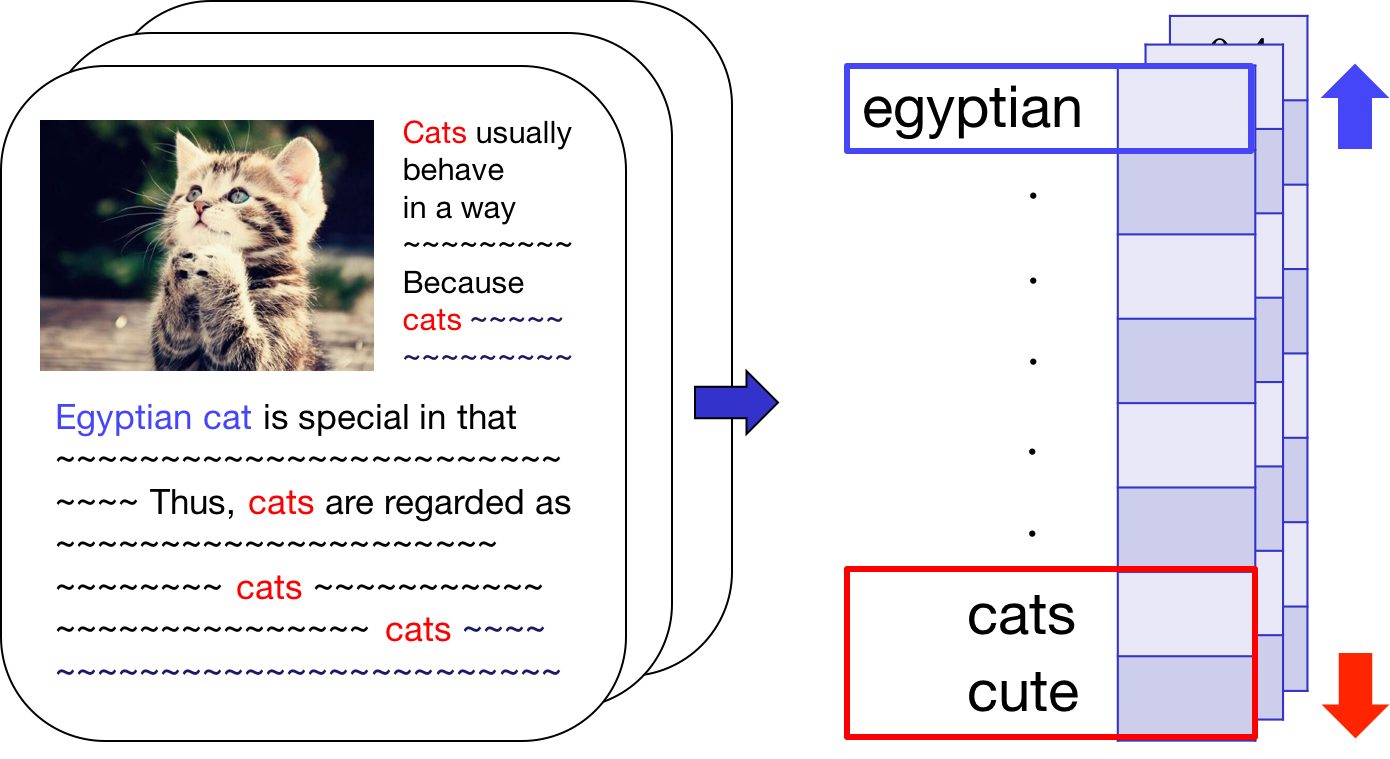 Cats usually
behave
in a way
~~~~~~~~~
Because
cats ~~~~~
~~~~~~~~~
Egyptian cat is special in that
~~~~~~~~~~~~~~~~~~~~~~~~
~~~~ Thus, cats are regarded as
~~~~~~~~~~~~~~~~~~~~~
~~~~~~~~ cats ~~~~~~~~~~~
~~~~~~~~~~~~~~~ cats ~~~~
~~~~~~~~~~~~~~~~~~~~~~~~
egyptian
.
.
.
.
.
cats
cute